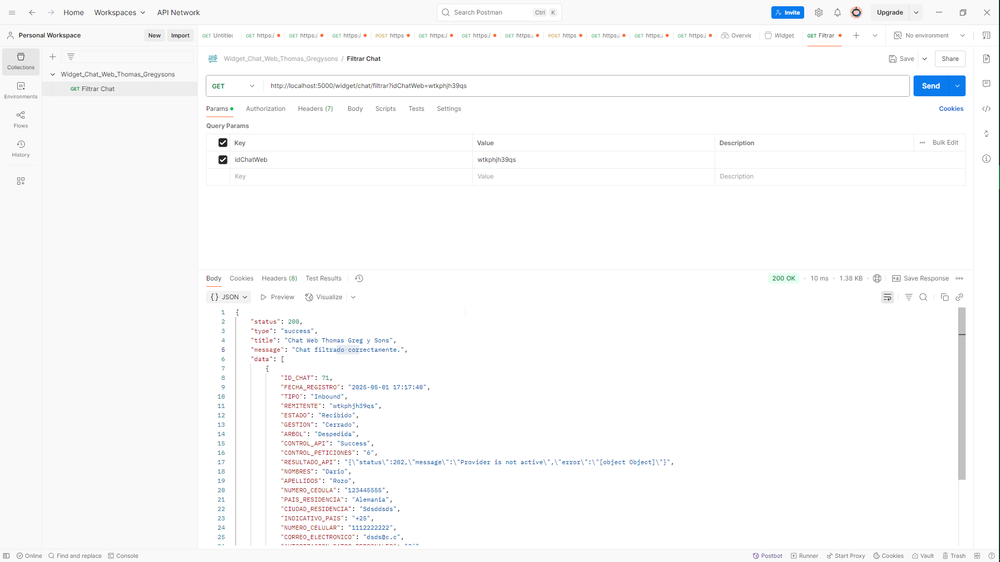 Home
Workspaces
API Network
Search Postman
Ctrl K
Invite
Upgrade
Personal Workspace
New
Import
GET Untitlec
GET https:/
GET https:/
GET https:/
POST https
GET https:/
GET https:/
GET https:
POST https
GET https:/
GET https:/
GET https:/
Overvie
Widget
GET Filtrar
No environment
Collections
Environments
Flows
History
Widget_Chat_Web_Thomas_Gregysons
GET Filtrar Chat
HTTP Widget_Chat_Web_Thomas_Gregysons / Filtrar Chat
Save
Share
GET http://localhost:5000/widget/chat/filtrar?idChatWeb=wtkphjh39qs
Send
Params Authorization Headers (7) Body Scripts Tests Settings
Cookies
Query Params
Key Value Description Bulk Edit
idChatWeb wtkphjh39qs
Key Value Description
Body Cookies Headers (8) Test Results
200 OK 10 ms 1.38 KB Save Response
{} JSON Preview Visualize
1 {
2 "status": 200,
3 "type": "success",
4 "title": "Chat Web Thomas Greg y Sons",
5 "message": "Chat filtrado correctamente.",
6 "data": [
7 {
8 "ID_CHAT": 71,
9 "FECHA_REGISTRO": "2025-05-01 17:17:40",
10 "TIPO": "Inbound",
11 "REMITENTE": "wtkphjh39qs",
12 "ESTADO": "Recibido",
13 "GESTION": "Cerrado",
14 "ARBOL": "Despedida",
15 "CONTROL_API": "Success",
16 "CONTROL_PETICIONES": "6",
17 "RESULTADO_API": "{\"status\":202,\"message\":\"Provider is not active\",\"error\":\"[object Object]\"}",
18 "NOMBRES": "Dario",
19 "APELLIDOS": "Rozo",
20 "NUMERO_CEDULA": "123445555",
21 "PAIS_RESIDENCIA": "Alemania",
22 "CIUDAD_RESIDENCIA": "Sdsddsds",
23 "INDICATIVO_PAIS": "+25",
24 "NUMERO_CELULAR": "1112222222",
25 "CORREO_ELECTRONICO": "dsds@c.c",
Online
Find and replace
Console
Postbot
Runner
Start Proxy
Cookies
Vault
Trash